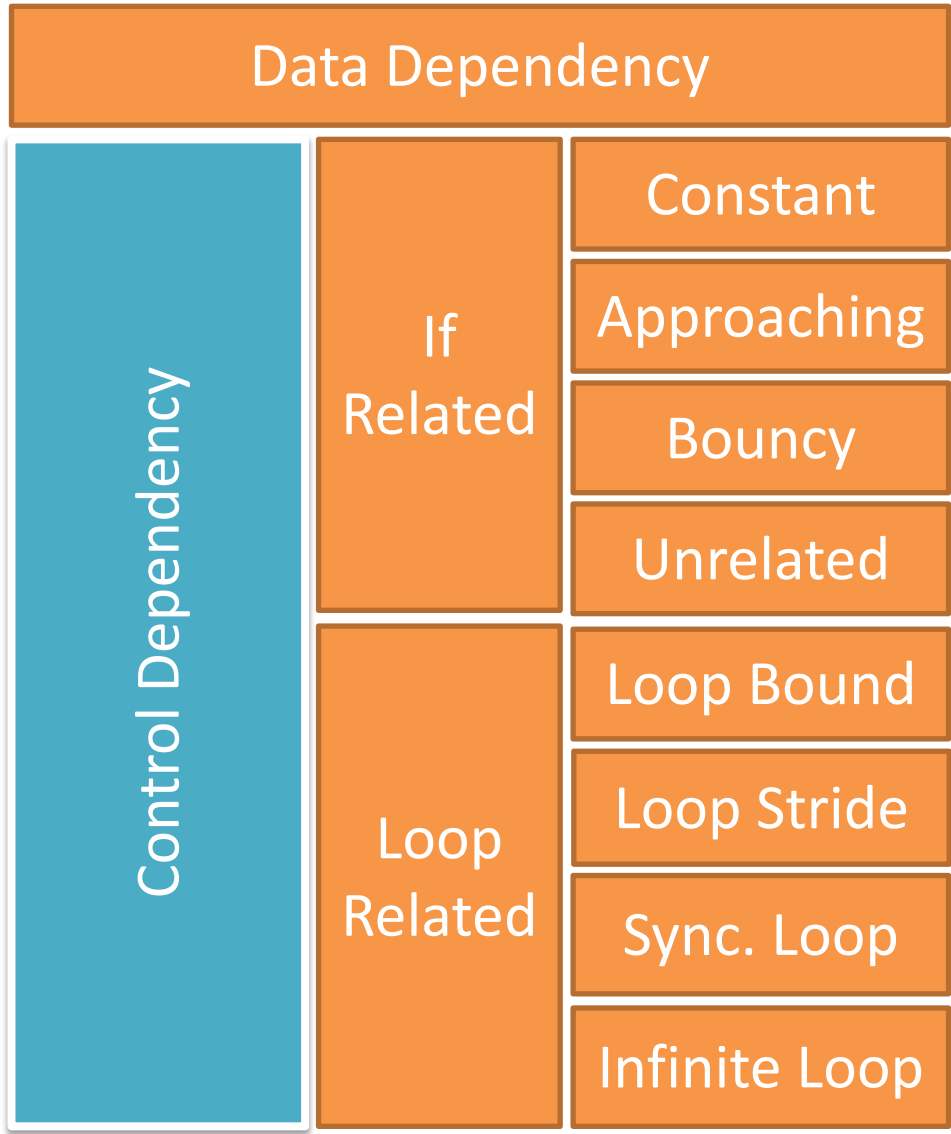 Data Dependency
Control Dependency
If
Related
Constant
Approaching
Bouncy
Unrelated
Loop
Related
Loop Bound
Loop Stride
Sync. Loop
Infinite Loop